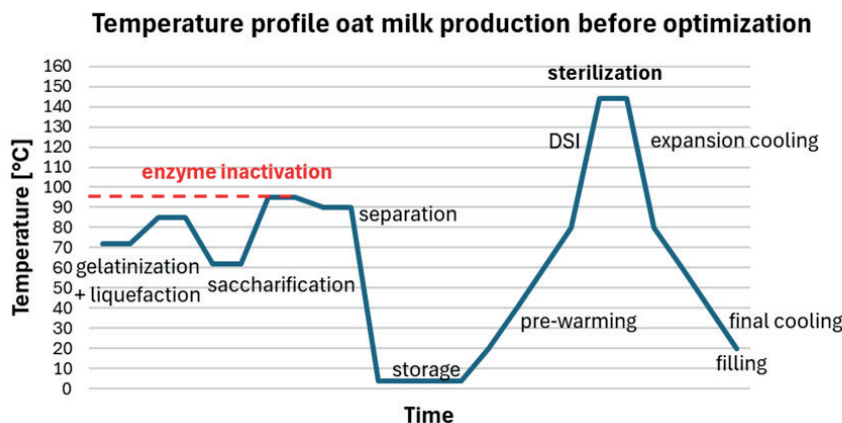 Temperature profile oat milk production before optimization
Temperature [°C]
160
150
140
130
120
110
100
90
80
70
60
50
40
30
20
10
0
sterilization
DSI
expansion cooling
enzyme inactivation
separation
gelatinization
+ liquefaction
saccharification
pre-warming
final cooling
storage
filling
Time